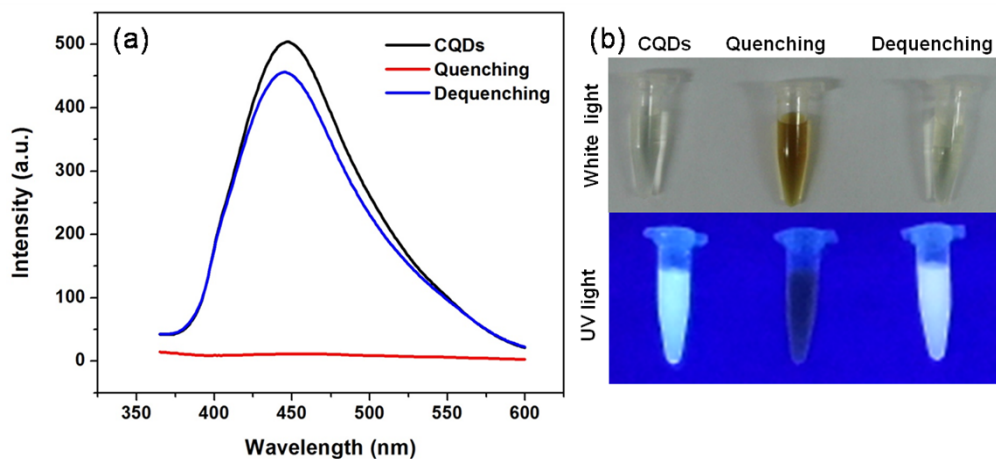 (a)
CQDs
Quenching
Dequenching
500
400
300
200
100
0
Intensity (a.u.)
350
400
450
500
550
600
Wavelength (nm)
(b)
CQDs Quenching Dequenching
White light
UV light